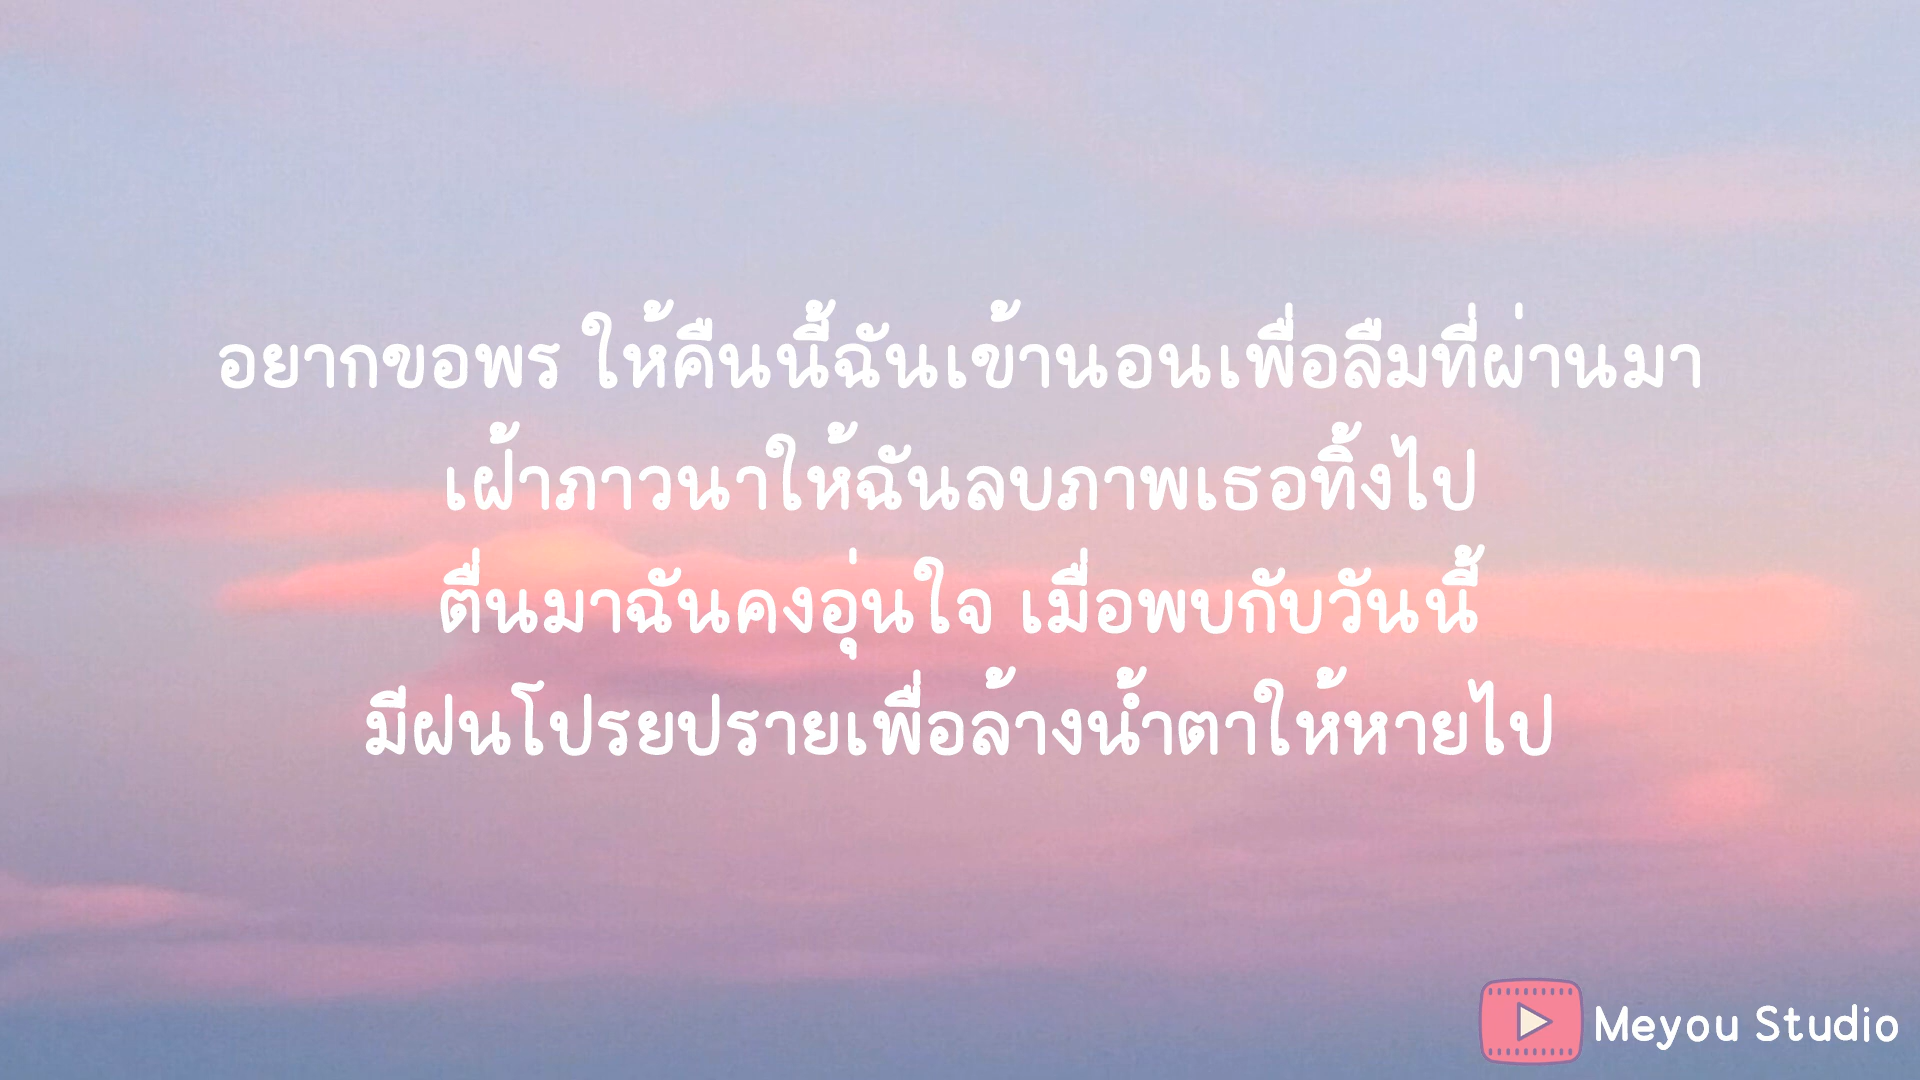 อยากขอพร ให้คืนนี้ฉันเข้านอนเพื่อลืมที่ผ่านมา
เฝ้าภาวนาให้ฉันลบภาพเธอทิ้งไป
ตื่นมาฉันคงอุ่นใจ เมื่อพบกับวันนี้
มีฝนโปรยปรายเพื่อล้างน้ำตาให้หายไป
Meyou Studio